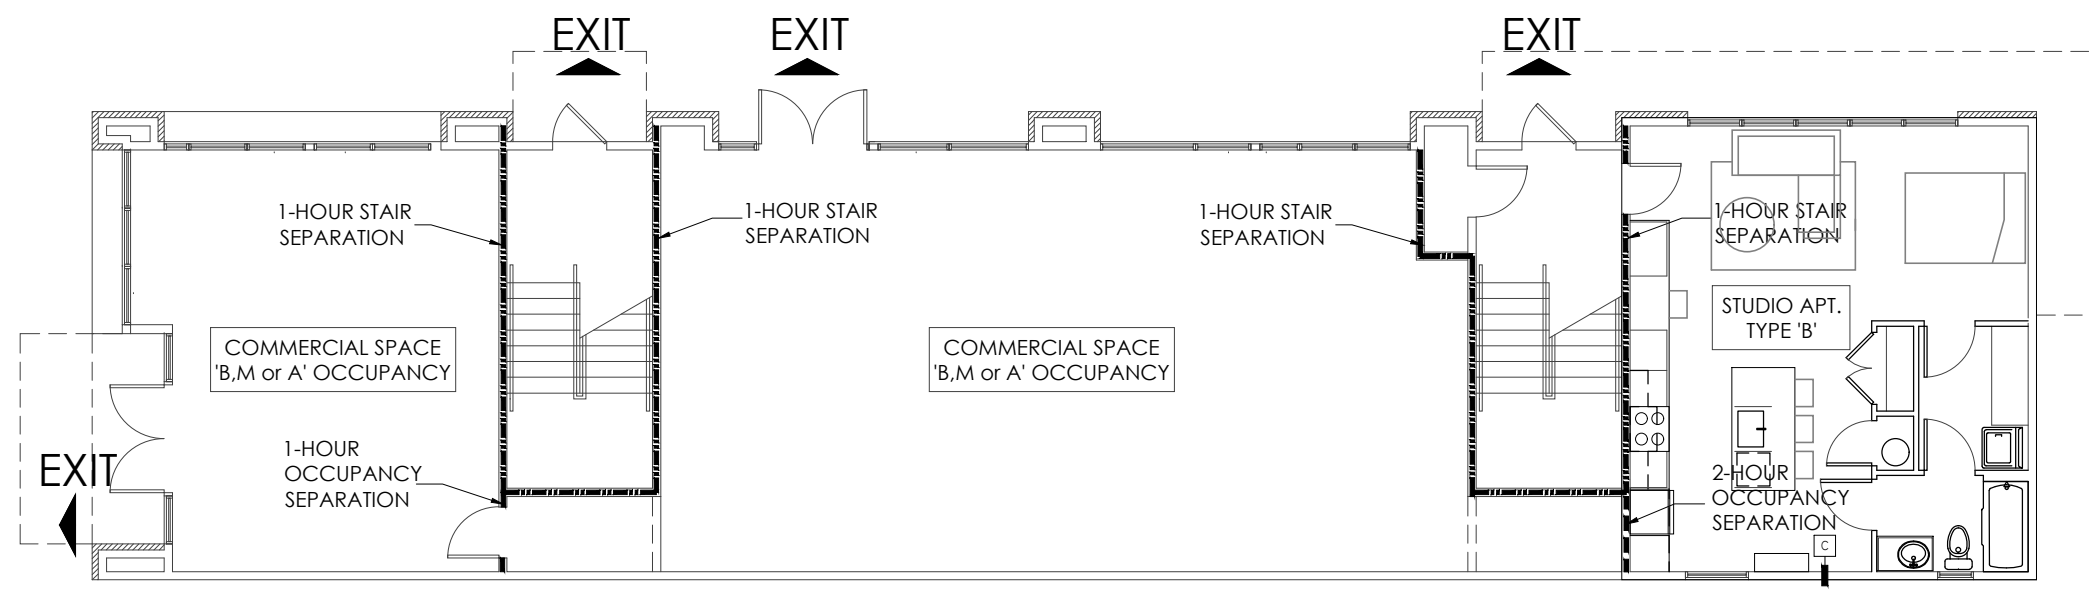 EXIT
EXIT
EXIT
1-HOUR STAIR
SEPARATION
1-HOUR STAIR
SEPARATION
1-HOUR STAIR
SEPARATION
1-HOUR STAIR
SEPARATION
COMMERCIAL SPACE
'B,M or A' OCCUPANCY
COMMERCIAL SPACE
'B,M or A' OCCUPANCY
STUDIO APT.
TYPE 'B'
EXIT
1-HOUR
OCCUPANCY
SEPARATION
2-HOUR
OCCUPANCY
SEPARATION
C